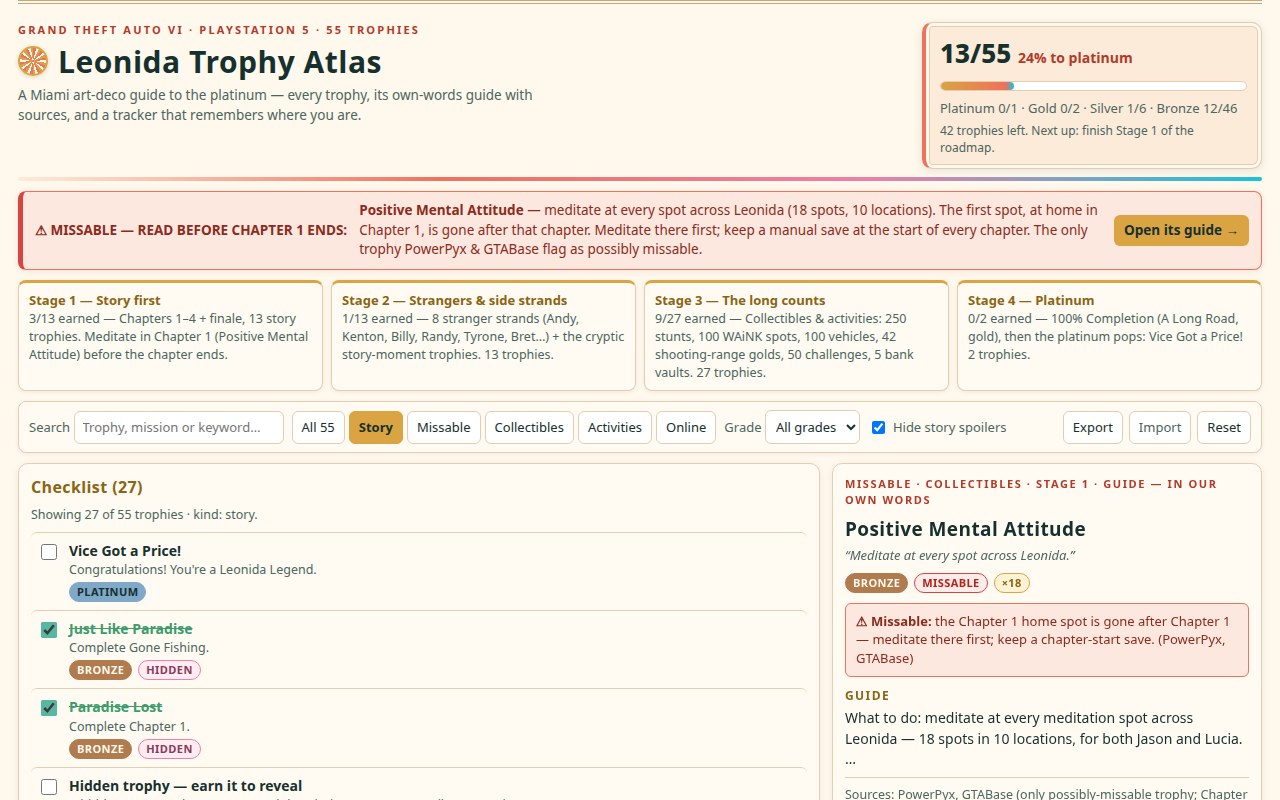 GRAND THEFT AUTO VI · PLAYSTATION 5 · 55 TROPHIES
Leonida Trophy Atlas
A Miami art-deco guide to the platinum — every trophy, its own-words guide with
sources, and a tracker that remembers where you are.
13/55 24% to platinum
Platinum 0/1 · Gold 0/2 · Silver 1/6 · Bronze 12/46
42 trophies left. Next up: finish Stage 1 of the
roadmap.
⚠ MISSABLE — READ BEFORE CHAPTER 1 ENDS:
Positive Mental Attitude — meditate at every spot across Leonida (18 spots, 10 locations). The first spot, at home in
Chapter 1, is gone after that chapter. Meditate there first; keep a manual save at the start of every chapter. The only
trophy PowerPyx & GTABase flag as possibly missable.
Open its guide →
Stage 1 — Story first
3/13 earned — Chapters 1–4 + finale, 13 story
trophies. Meditate in Chapter 1 (Positive Mental
Attitude) before the chapter ends.
Stage 2 — Strangers & side strands
1/13 earned — 8 stranger strands (Andy,
Kenton, Billy, Randy, Tyrone, Bret...) + the cryptic
story-moment trophies. 13 trophies.
Stage 3 — The long counts
9/27 earned — Collectibles & activities: 250
stunts, 100 WAiNK spots, 100 vehicles, 42
shooting-range golds, 50 challenges, 5 bank
vaults. 27 trophies.
Stage 4 — Platinum
0/2 earned — 100% Completion (A Long Road,
gold), then the platinum pops: Vice Got a Price!
2 trophies.
Search Trophy, mission or keyword… All 55 Story Missable Collectibles Activities Online Grade All grades Hide story spoilers Export Import Reset
Checklist (27)
Showing 27 of 55 trophies · kind: story.
Vice Got a Price!
Congratulations! You're a Leonida Legend.
PLATINUM
Just Like Paradise
Complete Gone Fishing.
BRONZE HIDDEN
Paradise Lost
Complete Chapter 1.
BRONZE HIDDEN
Hidden trophy — earn it to reveal
MISSABLE · COLLECTIBLES · STAGE 1 · GUIDE — IN OUR
OWN WORDS
Positive Mental Attitude
“Meditate at every spot across Leonida.”
BRONZE MISSABLE ×18
⚠ Missable: the Chapter 1 home spot is gone after Chapter 1
— meditate there first; keep a chapter-start save. (PowerPyx,
GTABase)
GUIDE
What to do: meditate at every meditation spot across
Leonida — 18 spots in 10 locations, for both Jason and Lucia.
...
Sources: PowerPyx, GTABase (only possibly-missable trophy; Chapter